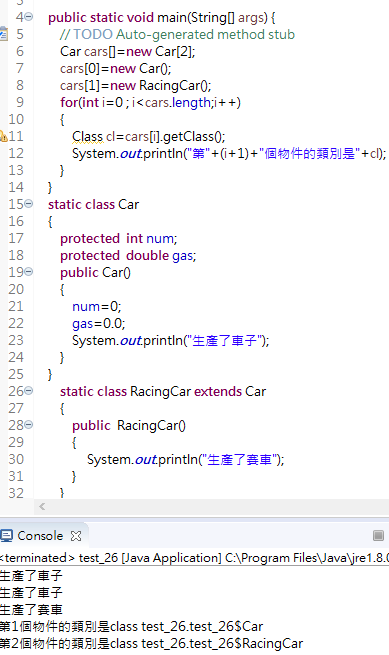 3
4 public static void main(String[] args) {
5 // TODO Auto-generated method stub
6 Car cars[]=new Car[2];
7 cars[0]=new Car();
8 cars[1]=new RacingCar();
9 for(int i=0 ; i<cars.length;i++)
10 {
11 Class cl=cars[i].getClass();
12 System.out.println("第"+(i+1)+"個物件的類別是"+cl);
13 }
14 }
15 static class Car
16 {
17 protected int num;
18 protected double gas;
19 public Car()
20 {
21 num=0;
22 gas=0.0;
23 System.out.println("生產了車子");
24 }
25 }
26 static class RacingCar extends Car
27 {
28 public RacingCar()
29 {
30 System.out.println("生產了賽車");
31 }
32 }
Console
<terminated> test_26 [Java Application] C:\Program Files\Java\jre1.8.0
生產了車子
生產了車子
生產了賽車
第1個物件的類別是class test_26.test_26$Car
第2個物件的類別是class test_26.test_26$RacingCar